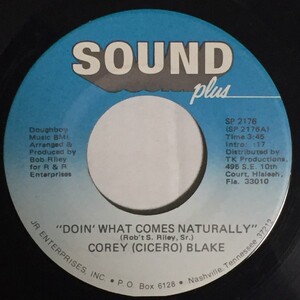 SOUND
plus
Doughboy
Music BMI
Arranged &
Produced by
Bob Riley
for R & R
Enterprises
SP 2178
(SP 2178A)
Time 3:45
Intro: :17
Distributed by
TK Productions,
495 S.E. 10th
Court, Hialeah,
Fla. 33010
"DOIN' WHAT COMES NATURALLY"
(Rob't S. Riley, Sr.)
COREY (CICERO) BLAKE
JR ENTERPRISES, INC. • P.O. Box 6128 • Nashville, Tennessee 37212